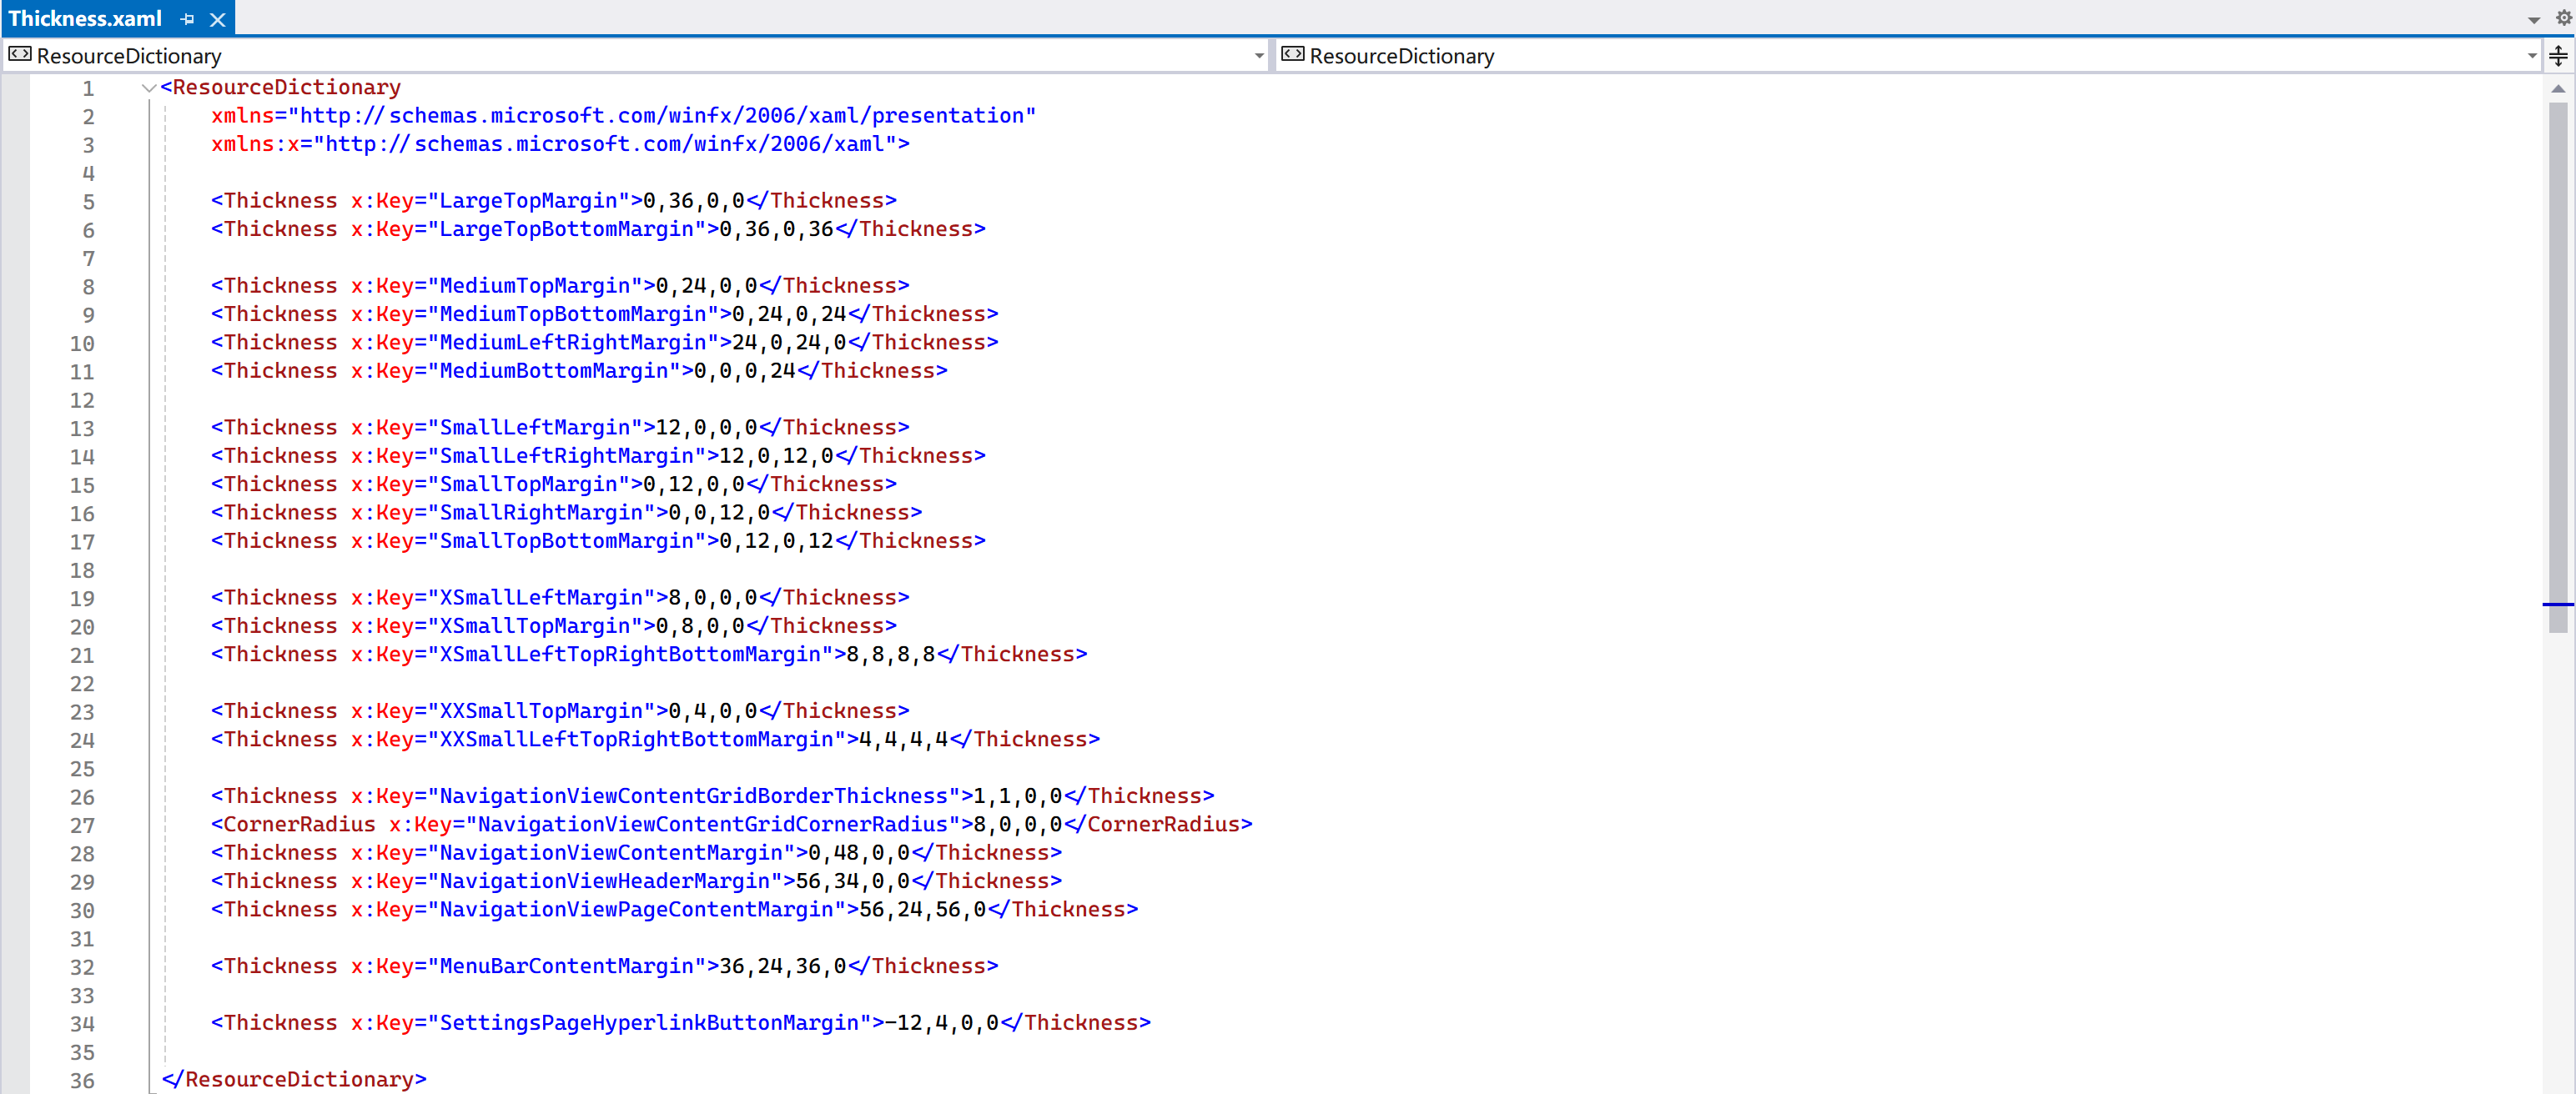 Thickness.xaml
ResourceDictionary ResourceDictionary
1 <ResourceDictionary
2 xmlns="http://schemas.microsoft.com/winfx/2006/xaml/presentation"
3 xmlns:x="http://schemas.microsoft.com/winfx/2006/xaml">
4
5 <Thickness x:Key="LargeTopMargin">0,36,0,0</Thickness>
6 <Thickness x:Key="LargeTopBottomMargin">0,36,0,36</Thickness>
7
8 <Thickness x:Key="MediumTopMargin">0,24,0,0</Thickness>
9 <Thickness x:Key="MediumTopBottomMargin">0,24,0,24</Thickness>
10 <Thickness x:Key="MediumLeftRightMargin">24,0,24,0</Thickness>
11 <Thickness x:Key="MediumBottomMargin">0,0,0,24</Thickness>
12
13 <Thickness x:Key="SmallLeftMargin">12,0,0,0</Thickness>
14 <Thickness x:Key="SmallLeftRightMargin">12,0,12,0</Thickness>
15 <Thickness x:Key="SmallTopMargin">0,12,0,0</Thickness>
16 <Thickness x:Key="SmallRightMargin">0,0,12,0</Thickness>
17 <Thickness x:Key="SmallTopBottomMargin">0,12,0,12</Thickness>
18
19 <Thickness x:Key="XSmallLeftMargin">8,0,0,0</Thickness>
20 <Thickness x:Key="XSmallTopMargin">0,8,0,0</Thickness>
21 <Thickness x:Key="XSmallLeftTopRightBottomMargin">8,8,8,8</Thickness>
22
23 <Thickness x:Key="XXSmallTopMargin">0,4,0,0</Thickness>
24 <Thickness x:Key="XXSmallLeftTopRightBottomMargin">4,4,4,4</Thickness>
25
26 <Thickness x:Key="NavigationViewContentGridBorderThickness">1,1,0,0</Thickness>
27 <CornerRadius x:Key="NavigationViewContentGridCornerRadius">8,0,0,0</CornerRadius>
28 <Thickness x:Key="NavigationViewContentMargin">0,48,0,0</Thickness>
29 <Thickness x:Key="NavigationViewHeaderMargin">56,34,0,0</Thickness>
30 <Thickness x:Key="NavigationViewPageContentMargin">56,24,56,0</Thickness>
31
32 <Thickness x:Key="MenuBarContentMargin">36,24,36,0</Thickness>
33
34 <Thickness x:Key="SettingsPageHyperlinkButtonMargin">-12,4,0,0</Thickness>
35
36 </ResourceDictionary>